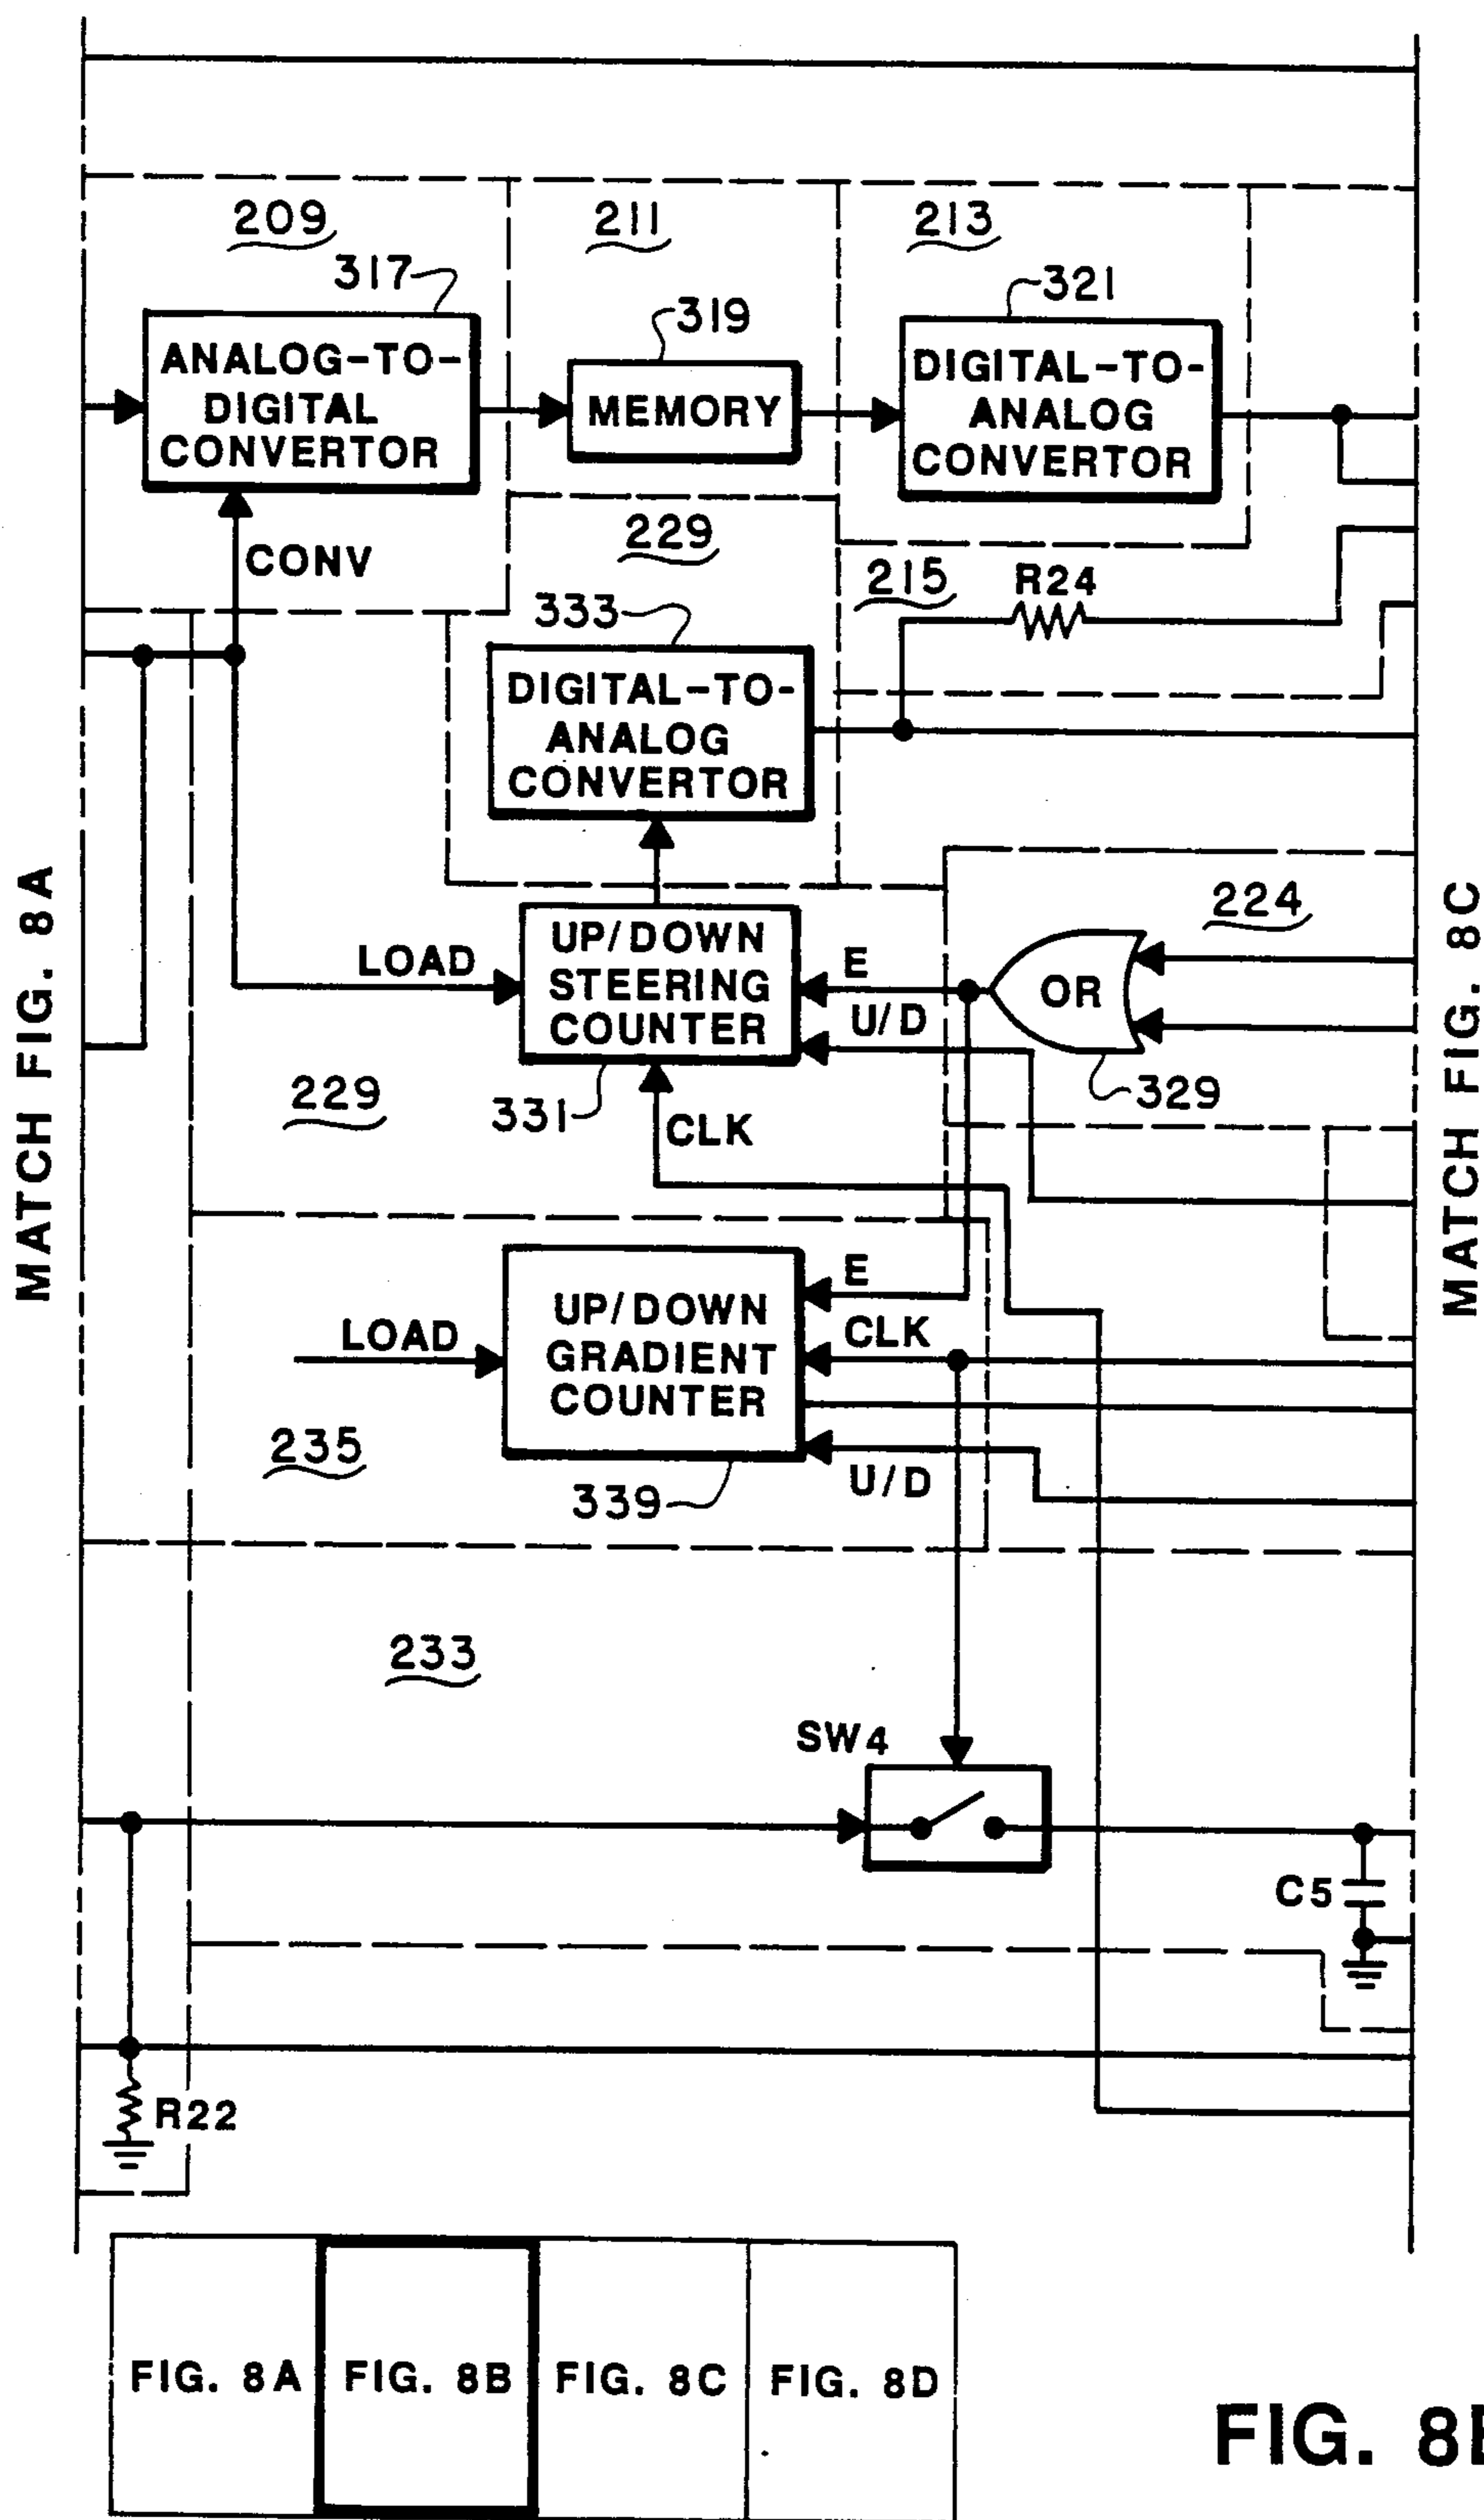 209
211
213
317
319
321
ANALOG-TO-
DIGITAL
CONVERTOR
MEMORY
DIGITAL-TO-
ANALOG
CONVERTOR
CONV
229
215
R24
333
DIGITAL-TO-
ANALOG
CONVERTOR
MATCH FIG. 8A
MATCH FIG. 8C
224
LOAD
UP/DOWN
STEERING
COUNTER
E
U/D
OR
229
331
CLK
329
LOAD
UP/DOWN
GRADIENT
COUNTER
E
CLK
U/D
235
339
233
SW4
C5
R22
FIG. 8A
FIG. 8B
FIG. 8C
FIG. 8D
FIG. 8